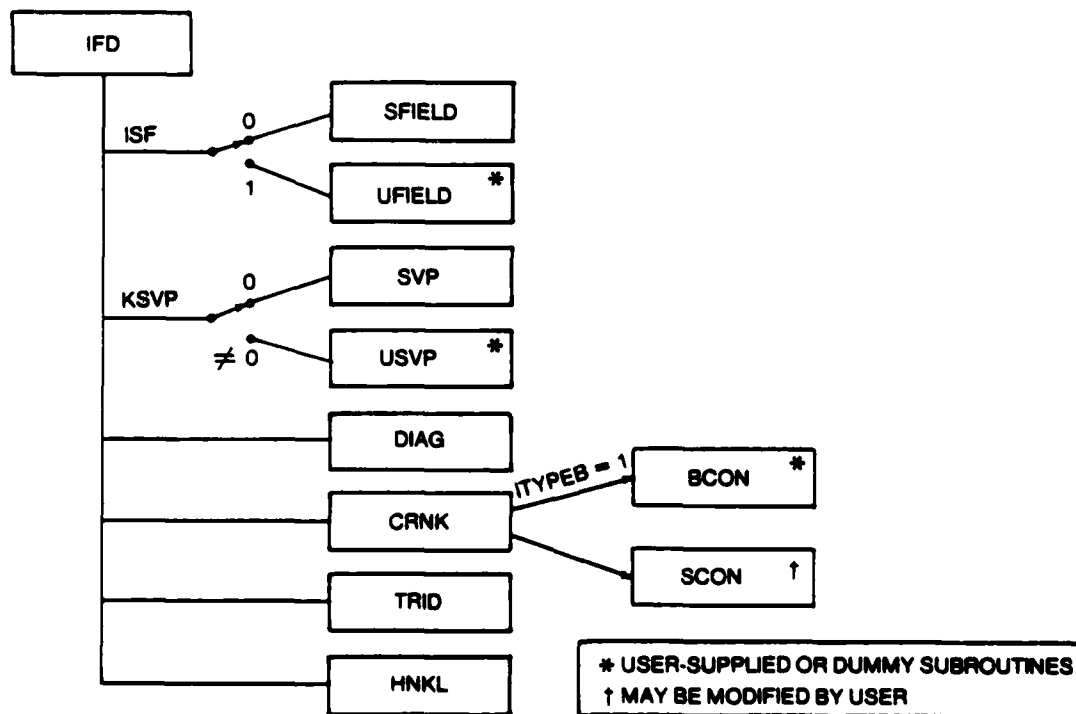 IFD
ISF
0
SFIELD
1
UFIELD *
KSVP
0
SVP
≠ 0
USVP *
DIAG
ITYPEB = 1
BCON *
CRNK
SCON †
TRID
HNKL
* USER-SUPPLIED OR DUMMY SUBROUTINES
† MAY BE MODIFIED BY USER